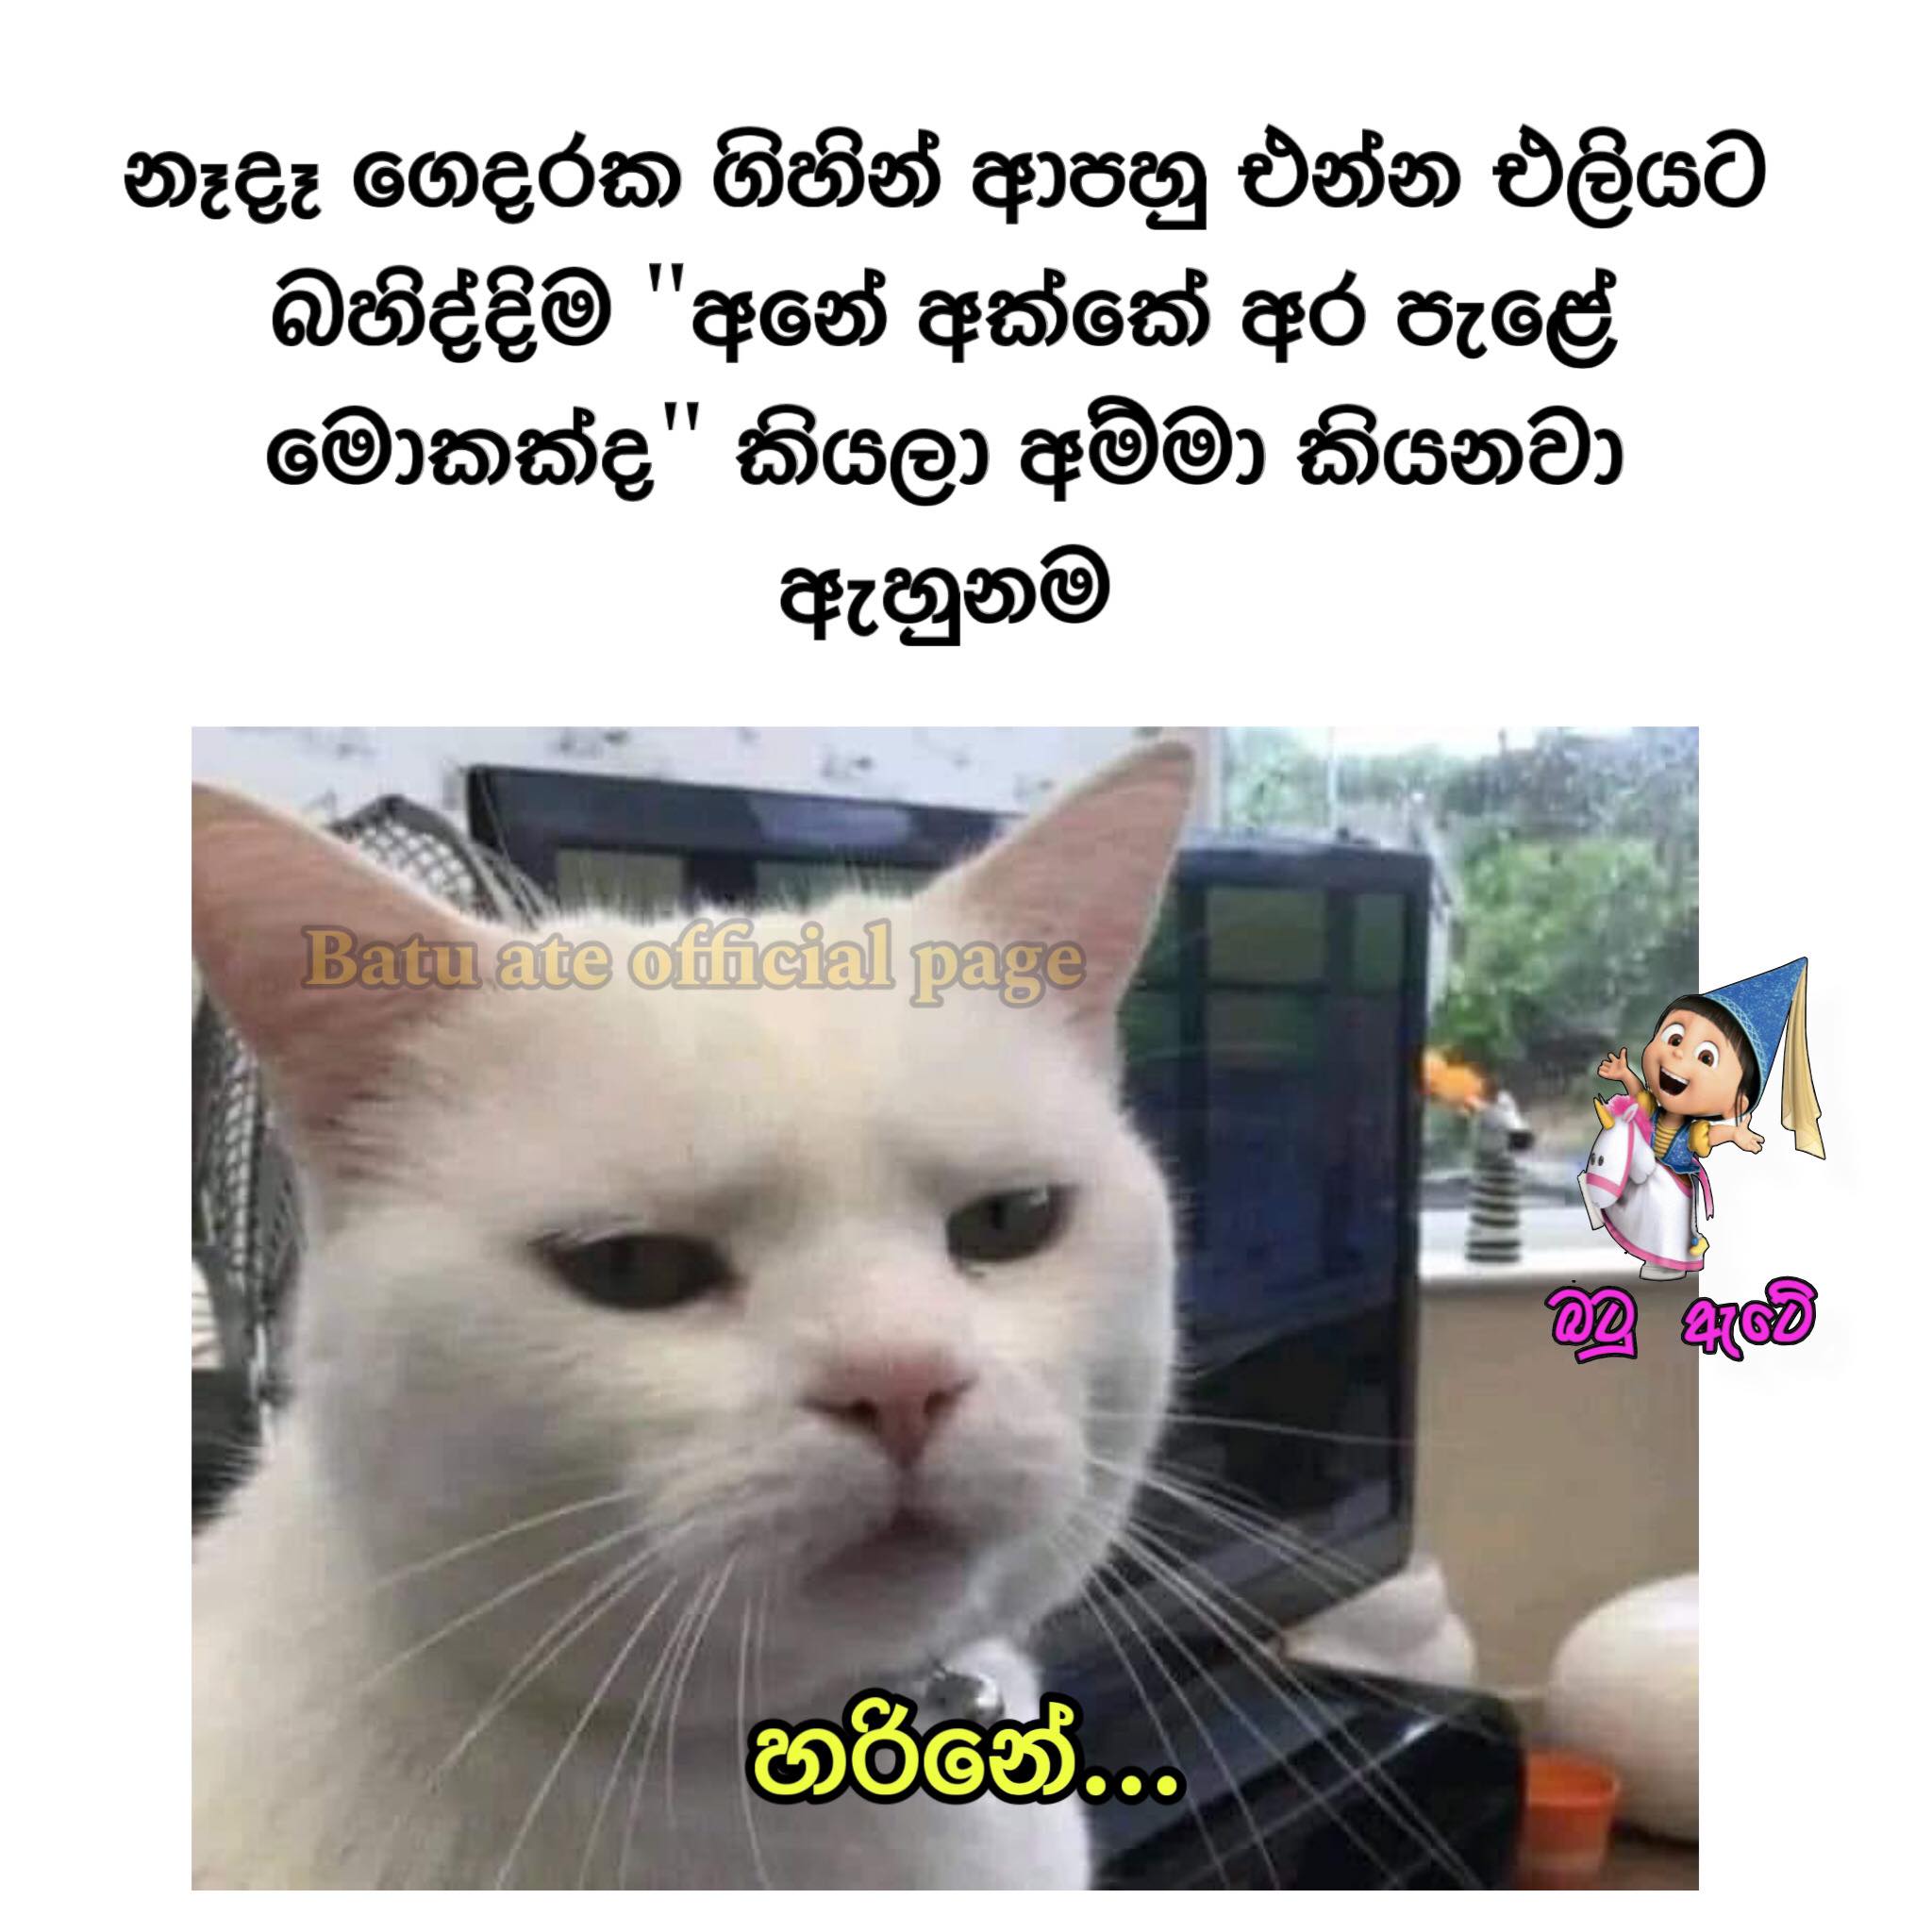 නෑදෑ ගෙදරක ගිහින් ආපහු එන්න එලියට
බහිද්දිම "අනේ අක්කේ අර පැළේ
මොකක්ද" කියලා අම්මා කියනවා
ඇහුනම
Batu ate official page
බටු ඇටේ
හරිනේ...